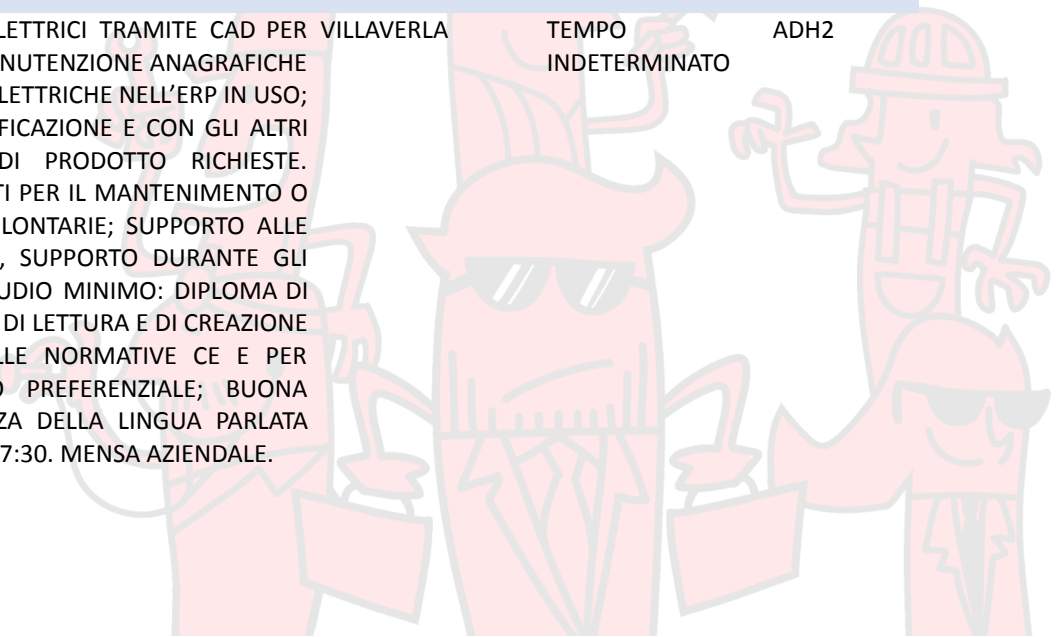 LETTRICI TRAMITE CAD PER VILLAVERLA TEMPO ADH2
NUTENZIONE ANAGRAFICHE INDETERMINATO
LETTRICHE NELL’ERP IN USO;
FICAZIONE E CON GLI ALTRI
DI PRODOTTO RICHIESTE.
TI PER IL MANTENIMENTO O
LONTARIE; SUPPORTO ALLE
, SUPPORTO DURANTE GLI
UDIO MINIMO: DIPLOMA DI
DI LETTURA E DI CREAZIONE
LLE NORMATIVE CE E PER
O PREFERENZIALE; BUONA
ZA DELLA LINGUA PARLATA
7:30. MENSA AZIENDALE.